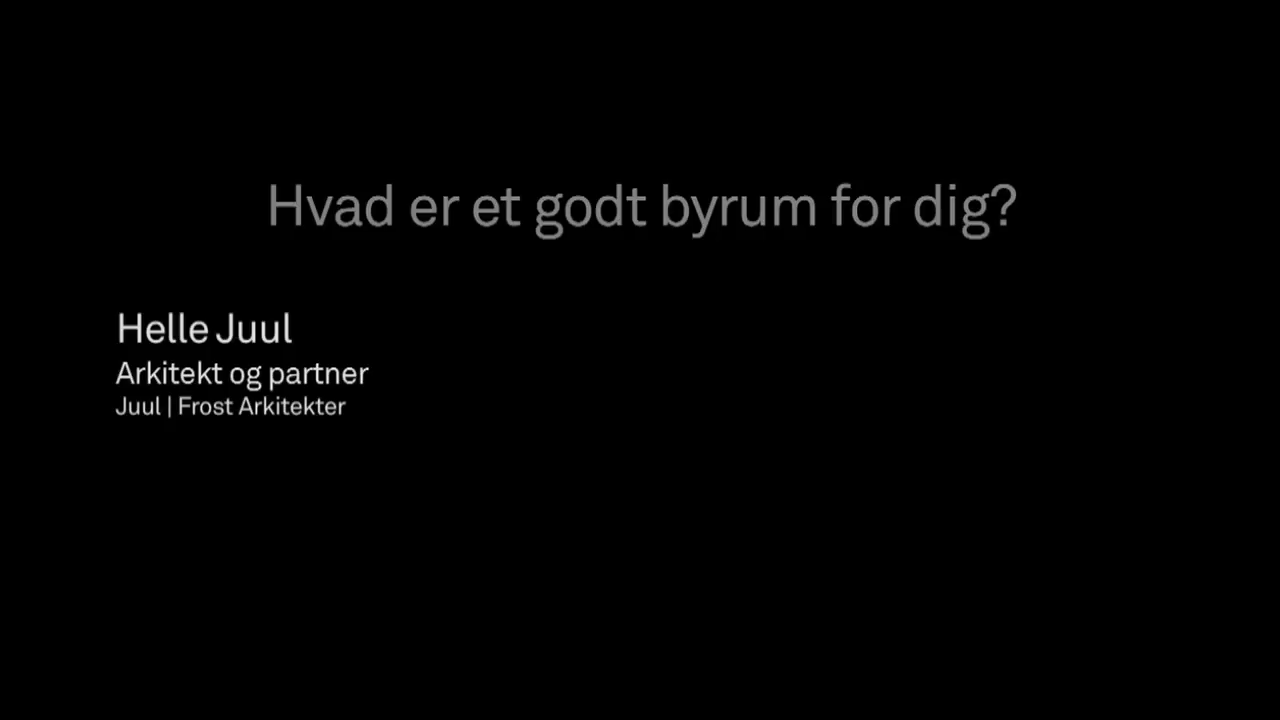 Hvad er et godt byrum for dig?
Helle Juul
Arkitekt og partner
Juul | Frost Arkitekter